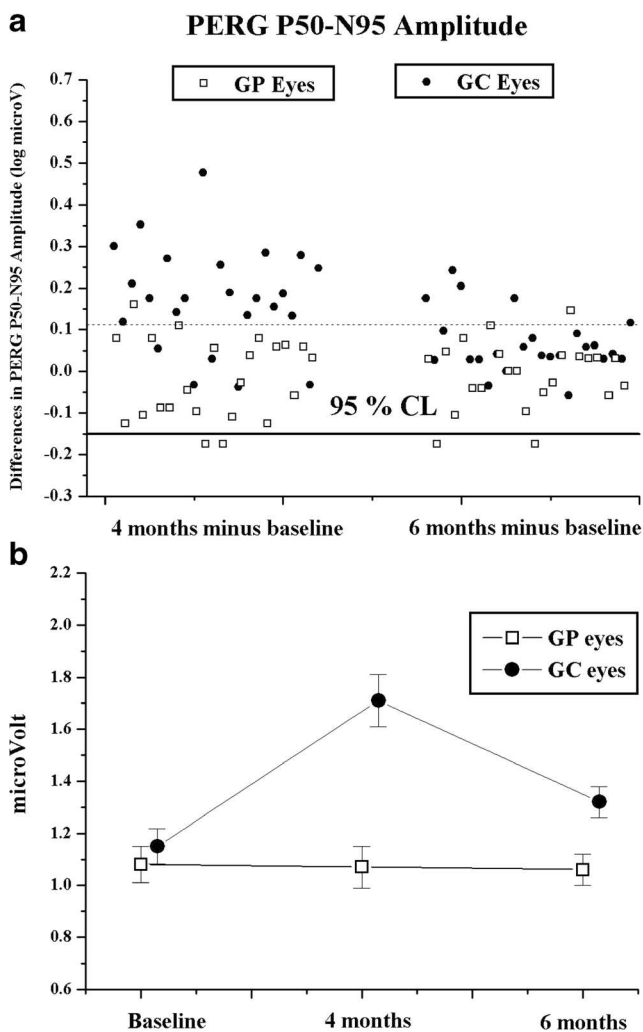 a
PERG P50-N95 Amplitude
GP Eyes
GC Eyes
Differences in PERG P50-N95 Amplitude (log microV)
0.7
0.6
0.5
0.4
0.3
0.2
0.1
0.0
-0.1
-0.2
-0.3
95 % CL
4 months minus baseline
6 months minus baseline
b
microVolt
2.2
2.0
1.8
1.6
1.4
1.2
1.0
0.8
0.6
GP eyes
GC eyes
Baseline
4 months
6 months